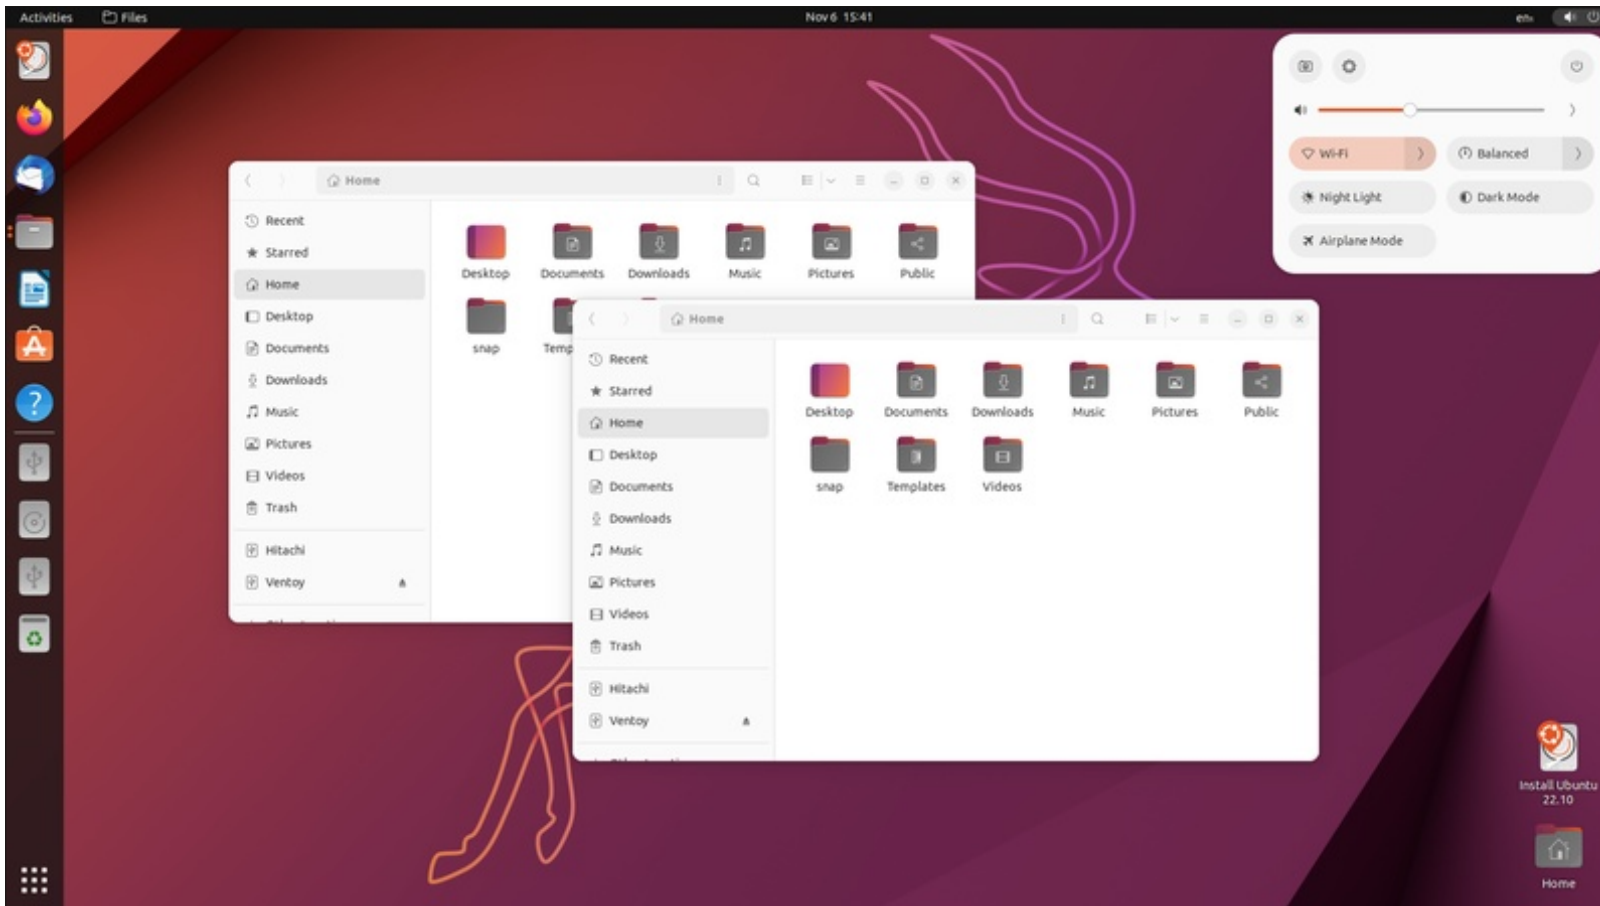 Activities
Files
Nov 6 15:41
en₁
Wi-Fi
Balanced
Night Light
Dark Mode
Airplane Mode
Home
Recent
Starred
Home
Desktop
Documents
Downloads
Music
Pictures
Videos
Trash
Hitachi
Ventoy
Desktop
Documents
Downloads
Music
Pictures
Public
snap
Temp
Home
Recent
Starred
Home
Desktop
Documents
Downloads
Music
Pictures
Videos
Trash
Hitachi
Ventoy
Desktop
Documents
Downloads
Music
Pictures
Public
snap
Templates
Videos
Install Ubuntu
22.10
Home